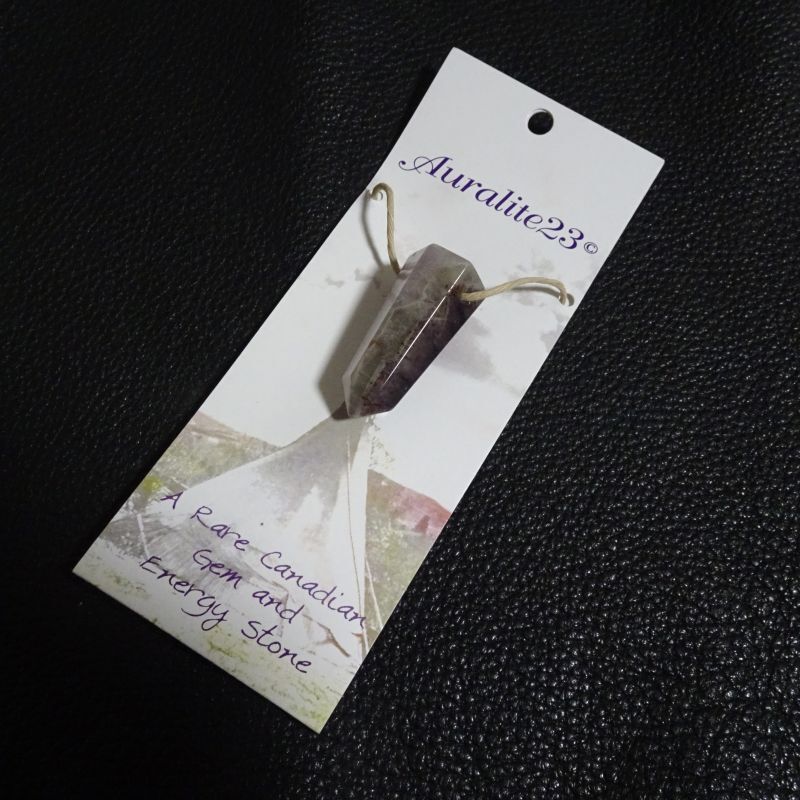 Auralite23©
A Rare Canadian
Gem and
Energy Stone